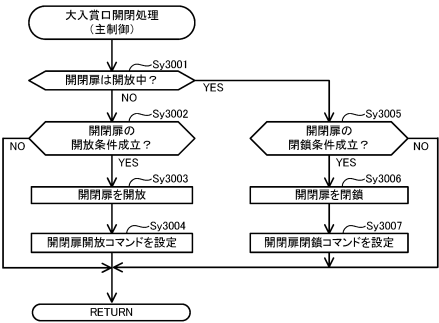 大入賞口開閉処理
（主制御）
Sy3001
開閉扉は開放中？
YES
NO
Sy3002
開閉扉の
開放条件成立？
NO
YES
Sy3003
開閉扉を開放
Sy3004
開閉扉開放コマンドを設定
Sy3005
開閉扉の
閉鎖条件成立？
NO
YES
Sy3006
開閉扉を閉鎖
Sy3007
開閉扉閉鎖コマンドを設定
RETURN